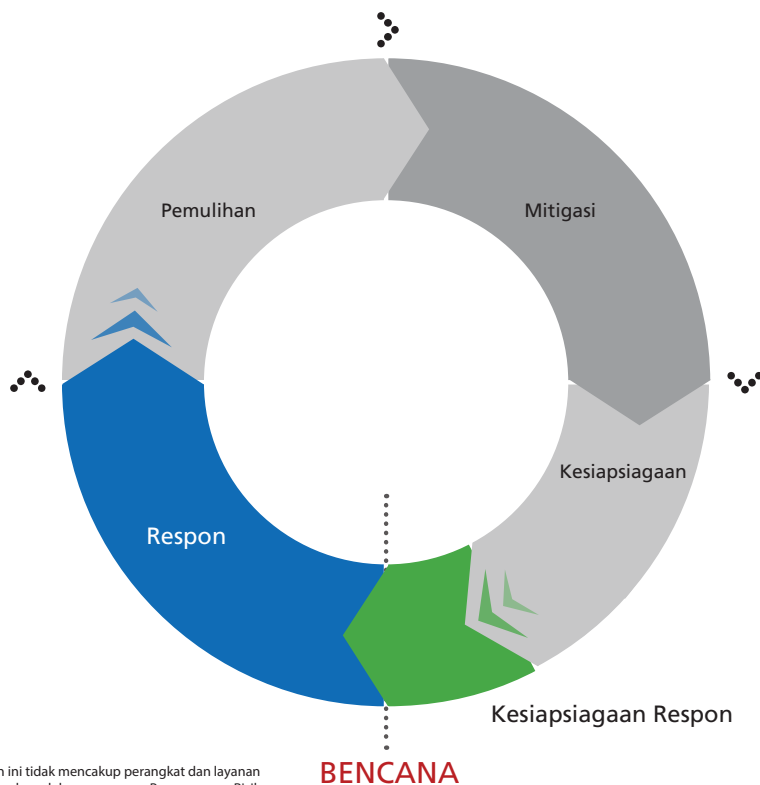 Pemulihan
Mitigasi
Kesiapsiagaan
Respon
Kesiapsiagaan Respon
ini tidak mencakup perangkat dan layanan
BENCANA